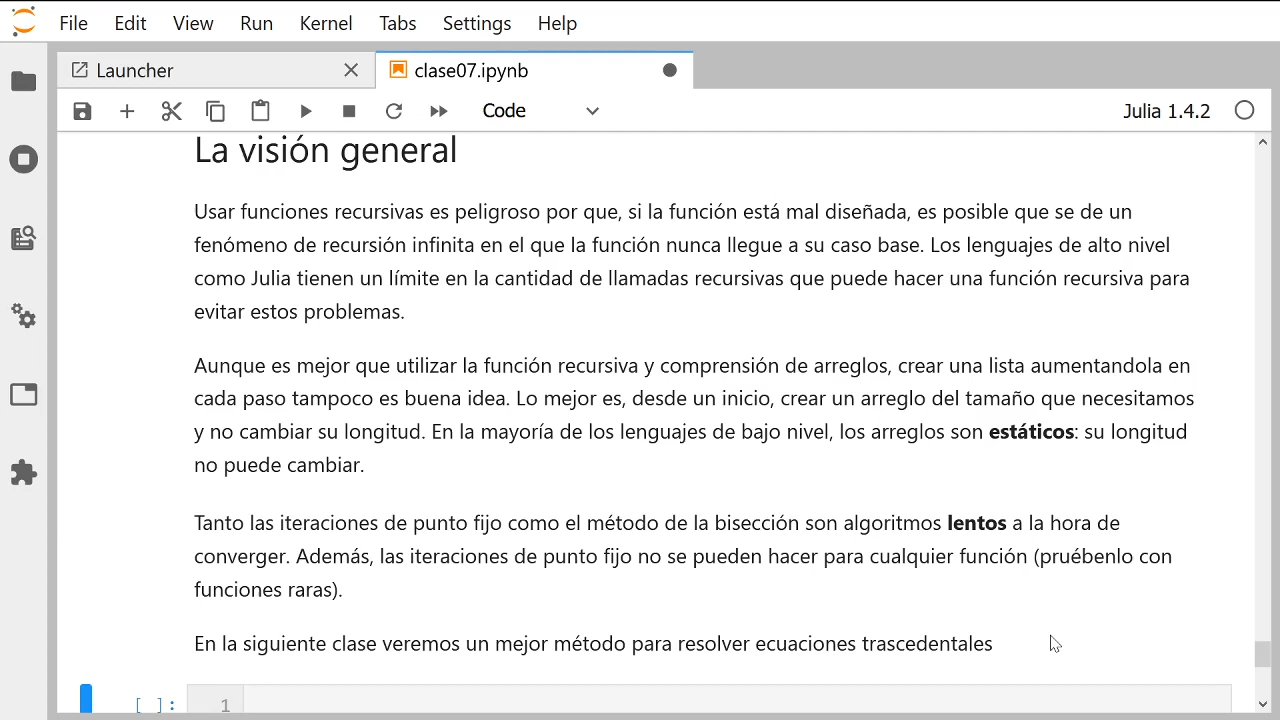 File Edit View Run Kernel Tabs Settings Help
Launcher
clase07.ipynb
Code
Julia 1.4.2
La visión general
Usar funciones recursivas es peligroso por que, si la función está mal diseñada, es posible que se de un
fenómeno de recursión infinita en el que la función nunca llegue a su caso base. Los lenguajes de alto nivel
como Julia tienen un límite en la cantidad de llamadas recursivas que puede hacer una función recursiva para
evitar estos problemas.
Aunque es mejor que utilizar la función recursiva y comprensión de arreglos, crear una lista aumentandola en
cada paso tampoco es buena idea. Lo mejor es, desde un inicio, crear un arreglo del tamaño que necesitamos
y no cambiar su longitud. En la mayoría de los lenguajes de bajo nivel, los arreglos son estáticos: su longitud
no puede cambiar.
Tanto las iteraciones de punto fijo como el método de la bisección son algoritmos lentos a la hora de
converger. Además, las iteraciones de punto fijo no se pueden hacer para cualquier función (pruébenlo con
funciones raras).
En la siguiente clase veremos un mejor método para resolver ecuaciones trascedentales
[ ]: 1